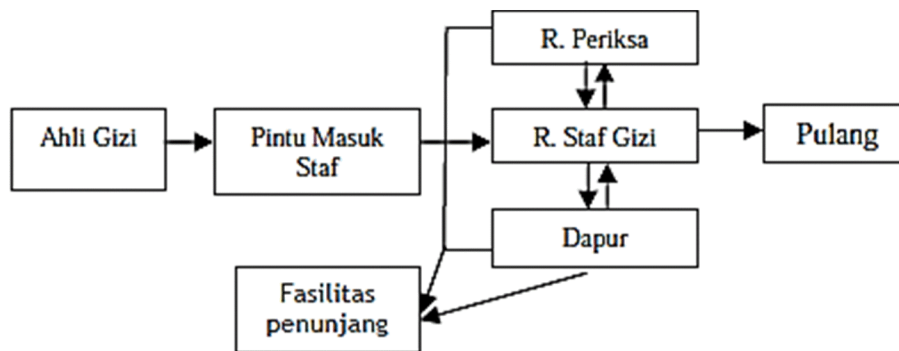 R. Periksa
Ahli Gizi
Pintu Masuk
Staf
R. Staf Gizi
Pulang
Dapur
Fasilitas
penunjang